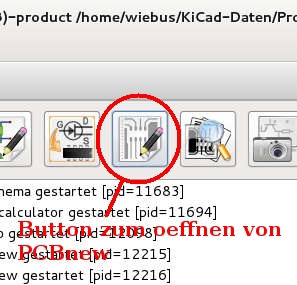 )-product /home/wiebus/KiCad-Daten/Pro
G D S
nema gestartet [pid=11683]
calculator gestartet [pid=11694]
gestartet [pid=12098]
Button zum oeffnen von
ew gestartet [pid=12215]
PCBnew
ew gestartet [pid=12216]